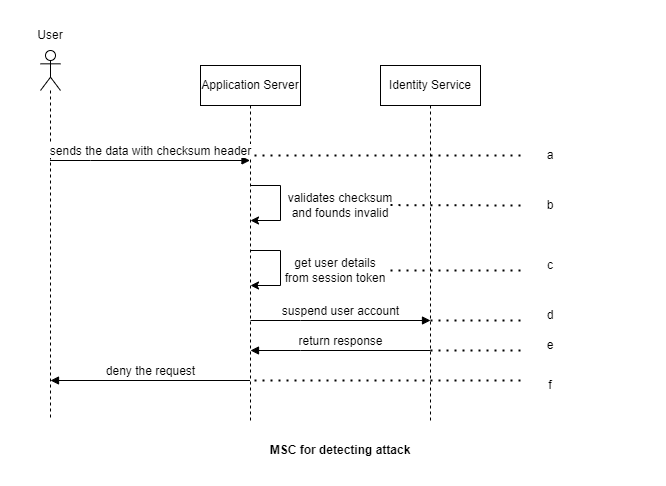 User
Application Server
Identity Service
sends the data with checksum header
a
validates checksum
and founds invalid
b
get user details
from session token
c
suspend user account
d
return response
e
deny the request
f
MSC for detecting attack